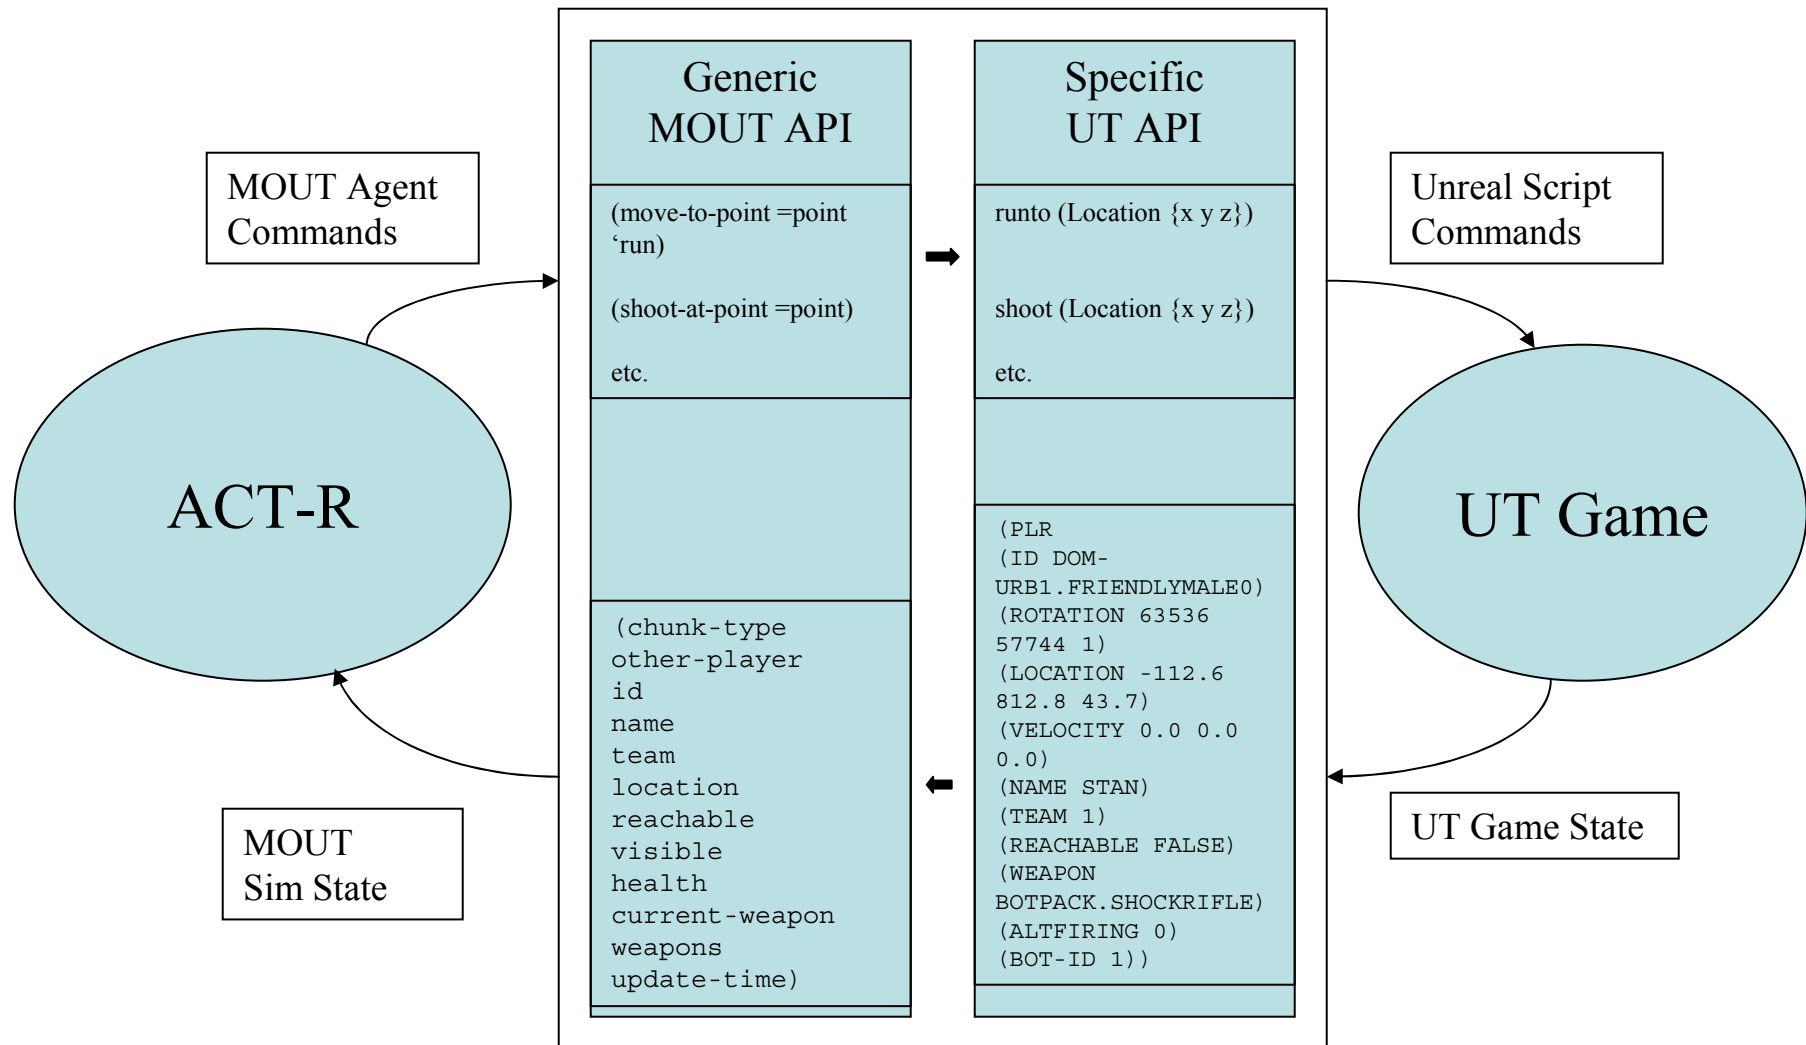 Generic
MOUT API
Specific
UT API
MOUT Agent
Commands
Unreal Script
Commands
(move-to-point =point
‘run)
(shoot-at-point =point)
etc.
runto (Location {x y z})
shoot (Location {x y z})
etc.
ACT-R
UT Game
(chunk-type
other-player
id
name
team
location
reachable
visible
health
current-weapon
weapons
update-time)
(PLR
(ID DOM-
URB1.FRIENDLYMALE0)
(ROTATION 63536
57744 1)
(LOCATION -112.6
812.8 43.7)
(VELOCITY 0.0 0.0
0.0)
(NAME STAN)
(TEAM 1)
(REACHABLE FALSE)
(WEAPON
BOTPACK.SHOCKRIFLE)
(ALTFIRING 0)
(BOT-ID 1))
MOUT
Sim State
UT Game State